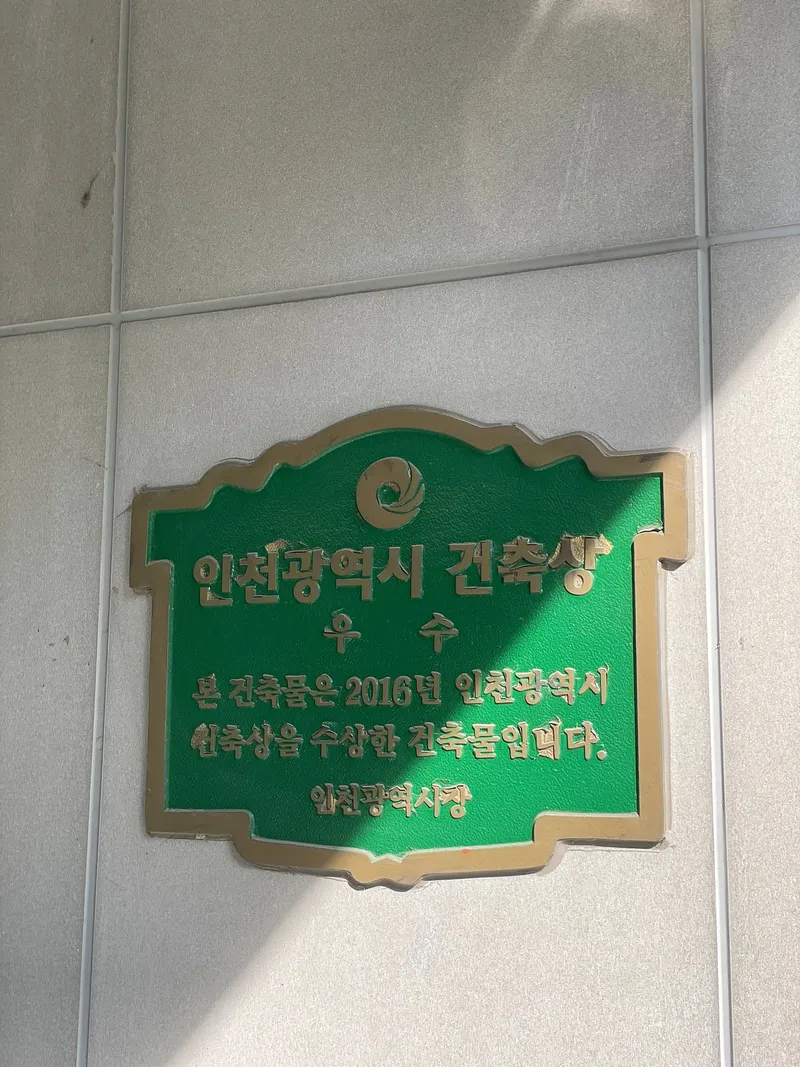 인천광역시 건축상
우 수
본 건축물은 2016년 인천광역시
건축상을 수상한 건축물입니다.
인천광역시장